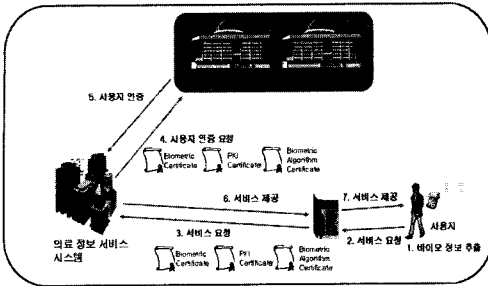 5. 사용자 인증
4. 사용자 인증 요청
Biometric
Certificate
PKI
Certificate
Biometric
Algorithm
Certificate
6. 서비스 제공
7. 서비스 제공
3. 서비스 요청
2. 서비스 요청
사용자
1. 바이오 정보 추출
의료 정보 서비스
시스템
Biometric
Certificate
PKI
Certificate
Biometric
Algorithm
Certificate